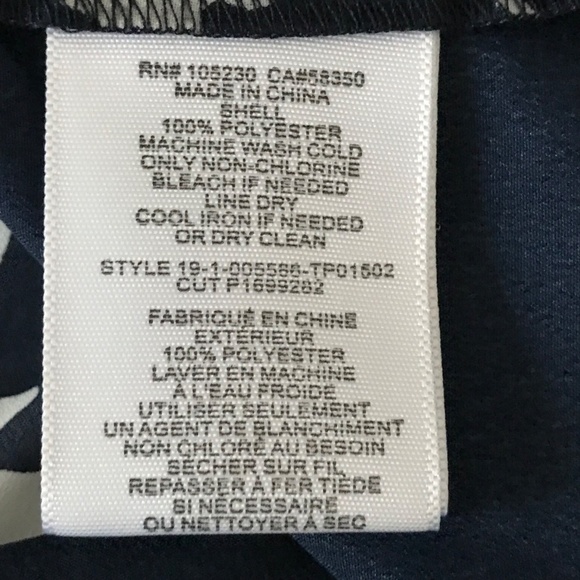 RN# 105230 CA#58350
MADE IN CHINA
SHELL
100% POLYESTER
MACHINE WASH COLD
ONLY NON-CHLORINE
BLEACH IF NEEDED
LINE DRY
COOL IRON IF NEEDED
OR DRY CLEAN
STYLE 19-1-005586-TP01502
CUT P1699282
FABRIQUÉ EN CHINE
EXTÉRIEUR
100% POLYESTER
LAVER EN MACHINE
À L'EAU FROIDE
UTILISER SEULEMENT
UN AGENT DE BLANCHIMENT
NON CHLORÉ AU BESOIN
SÉCHER SUR FIL
REPASSER À FER TIÈDE
SI NÉCESSAIRE
OU NETTOYER À SEC